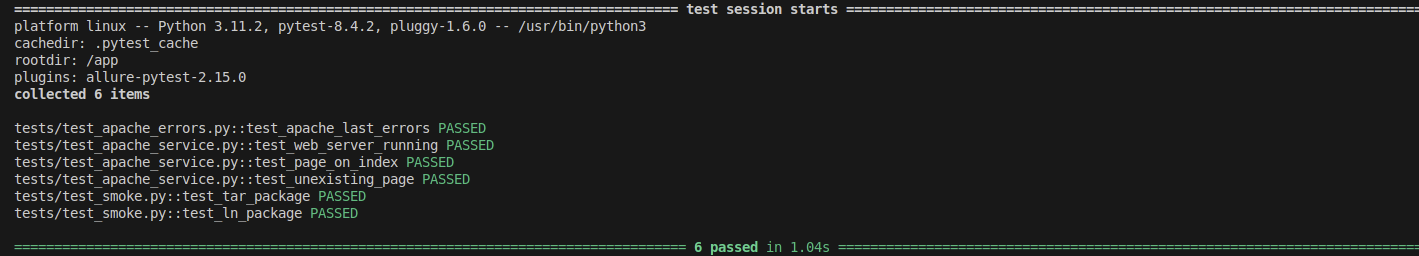 =================================================================================== test session starts ========================================================================
platform linux -- Python 3.11.2, pytest-8.4.2, pluggy-1.6.0 -- /usr/bin/python3
cachedir: .pytest_cache
rootdir: /app
plugins: allure-pytest-2.15.0
collected 6 items
tests/test_apache_errors.py::test_apache_last_errors PASSED
tests/test_apache_service.py::test_web_server_running PASSED
tests/test_apache_service.py::test_page_on_index PASSED
tests/test_apache_service.py::test_unexisting_page PASSED
tests/test_smoke.py::test_tar_package PASSED
tests/test_smoke.py::test_ln_package PASSED
==================================================================================== 6 passed in 1.04s =========================================================================